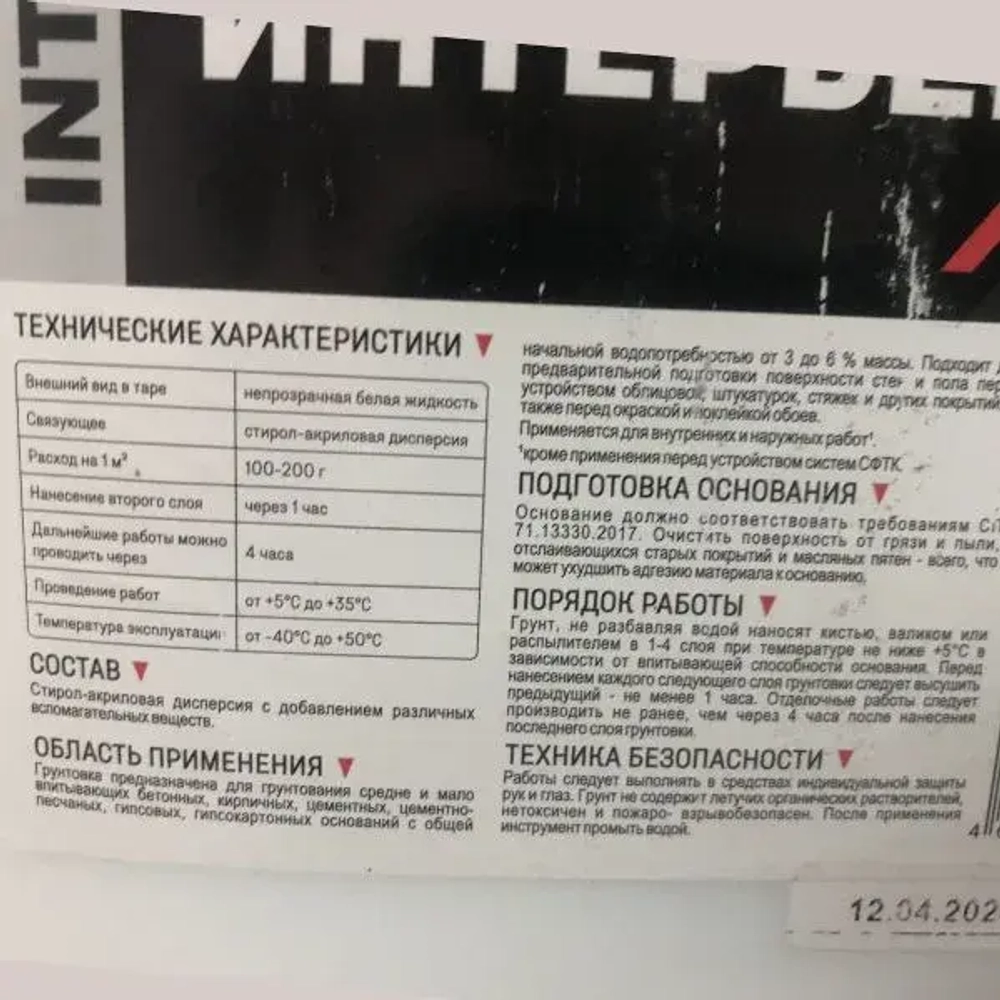 INT
ИНТЕРЬЕ
ТЕХНИЧЕСКИЕ ХАРАКТЕРИСТИКИ
Внешний вид в таре
непрозрачная белая жидкость
Связующее
стирол-акриловая дисперсия
Расход на 1 м²
100-200 г
Нанесение второго слоя
через 1 час
Дальнейшие работы можно
проводить через
4 часа
Проведение работ
от +5°С до +35°С
Температура эксплуатаци
от -40°С до +50°С
СОСТАВ
Стирол-акриловая дисперсия с добавлением различных
вспомагательных веществ.
ОБЛАСТЬ ПРИМЕНЕНИЯ
Грунтовка предназначена для грунтования средне и мало
впитывающих бетонных, кирпичных, цементных, цементно-
песчаных, гипсовых, гипсокартонных оснований с общей
начальной водопотребностью от 3 до 6 % массы. Подходит
предварительной подготовки поверхности стен и пола пер
устройством облицовок, штукатурок, стяжек и других покрытий
также перед окраской и поклейкой обоев.
Применяется для внутренних и наружных работ¹.
¹кроме применения перед устройством систем СФТК.
ПОДГОТОВКА ОСНОВАНИЯ
Основание должно соответствовать требованиям СП
71.13330.2017. Очистить поверхность от грязи и пыли,
отслаивающихся старых покрытий и масляных пятен - всего, что
может ухудшить адгезию материала к основанию.
ПОРЯДОК РАБОТЫ
Грунт, не разбавляя водой наносят кистью, валиком или
распылителем в 1-4 слоя при температуре не ниже +5°С в
зависимости от впитывающей способности основания. Перед
нанесением каждого следующего слоя грунтовки следует высушить
предыдущий - не менее 1 часа. Отделочные работы следует
производить не ранее, чем через 4 часа после нанесения
последнего слоя грунтовки.
ТЕХНИКА БЕЗОПАСНОСТИ
Работы следует выполнять в средствах индивидуальной защиты
рук и глаз. Грунт не содержит летучих органических растворителей,
нетоксичен и пожаро- взрывобезопасен. После применения
инструмент промыть водой.
4
12.04.202